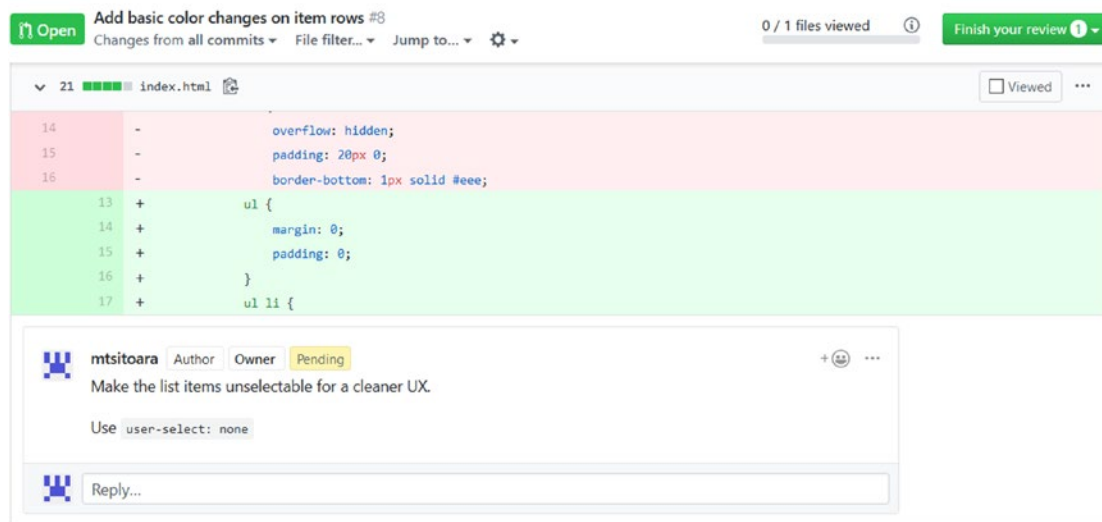 Open
Add basic color changes on item rows #8
Changes from all commits File filter... Jump to...
0 / 1 files viewed
Finish your review 1
21 index.html
Viewed
14 - overflow: hidden;
15 - padding: 20px 0;
16 - border-bottom: 1px solid #eee;
13 + ul {
14 + margin: 0;
15 + padding: 0;
16 + }
17 + ul li {
mtsitoara Author Owner Pending
Make the list items unselectable for a cleaner UX.
Use user-select: none
Reply...